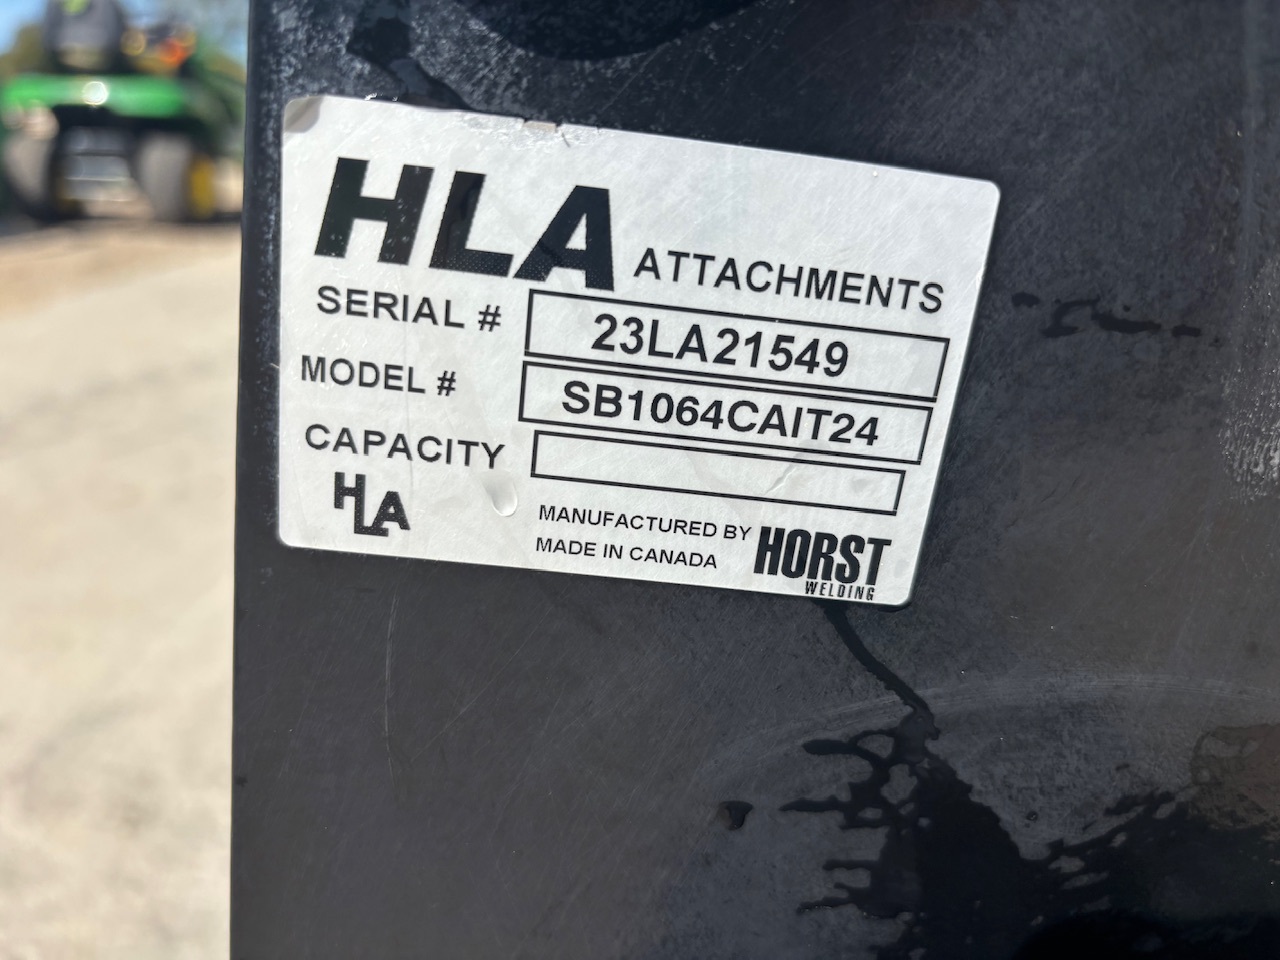 HLA ATTACHMENTS
SERIAL # 23LA21549
MODEL # SB1064CAIT24
CAPACITY
HLA
MANUFACTURED BY
MADE IN CANADA
HORST
WELDING